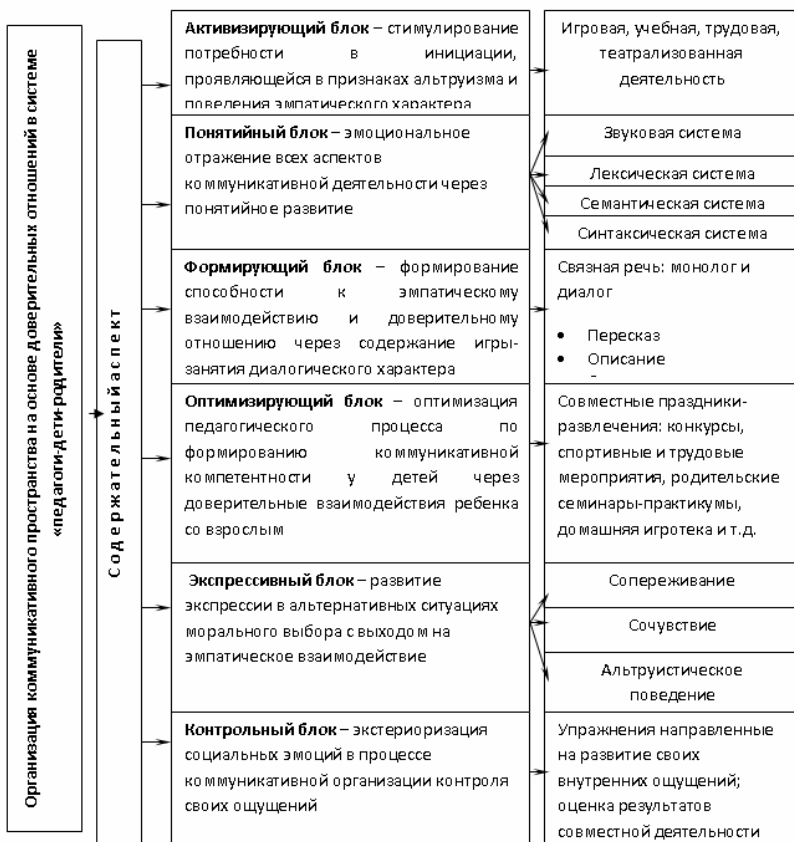 Организация коммуникативного пространства на основе доверительных отношений в системе
«педагоги-дети-родители»
Содержательный аспект
Активизирующий блок – стимулирование
потребности в инициации,
проявляющейся в признаках альтруизма и
поведения эмпатического характера
Игровая, учебная, трудовая,
театрализованная
деятельность
Понятийный блок – эмоциональное
отражение всех аспектов
коммуникативной деятельности через
понятийное развитие
Звуковая система
Лексическая система
Семантическая система
Синтаксическая система
Формирующий блок – формирование
способности к эмпатическому
взаимодействию и доверительному
отношению через содержание игры-
занятия диалогического характера
Связная речь: монолог и
диалог
• Пересказ
• Описание
Оптимизирующий блок – оптимизация
педагогического процесса по
формированию коммуникативной
компетентности у детей через
доверительные взаимодействия ребенка
со взрослым
Совместные праздники-
развлечения: конкурсы,
спортивные и трудовые
мероприятия, родительские
семинары-практикумы,
домашняя игротека и т.д.
Экспрессивный блок – развитие
экспрессии в альтернативных ситуациях
морального выбора с выходом на
эмпатическое взаимодействие
Сопереживание
Сочувствие
Альтруистическое
поведение
Контрольный блок – экстериоризация
социальных эмоций в процессе
коммуникативной организации контроля
своих ощущений
Упражнения направленные
на развитие своих
внутренних ощущений;
оценка результатов
совместной деятельности